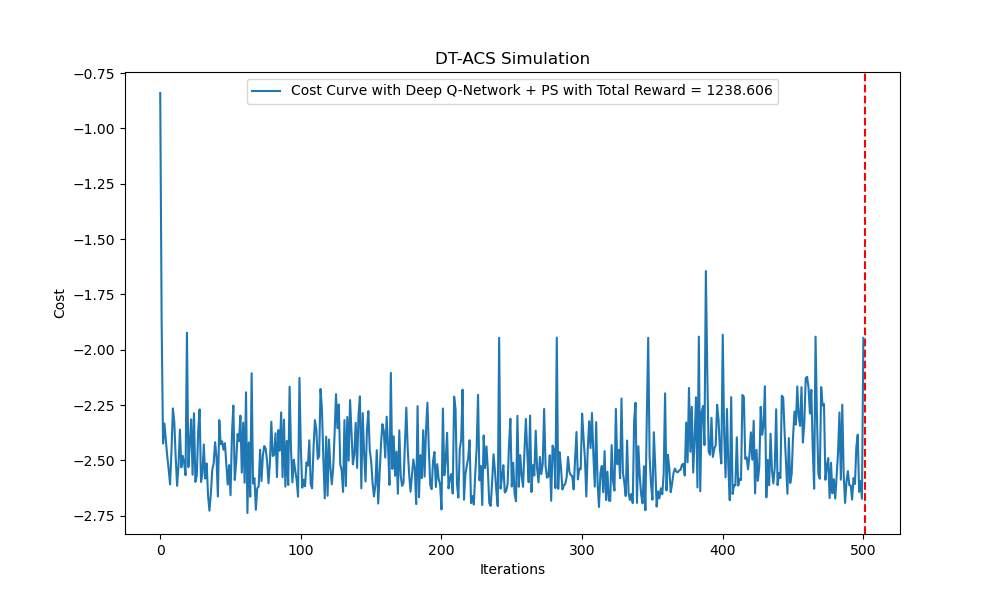 DT-ACS Simulation
Cost Curve with Deep Q-Network + PS with Total Reward = 1238.606
−0.75
−1.00
−1.25
−1.50
−1.75
−2.00
−2.25
−2.50
−2.75
Cost
0 100 200 300 400 500
Iterations